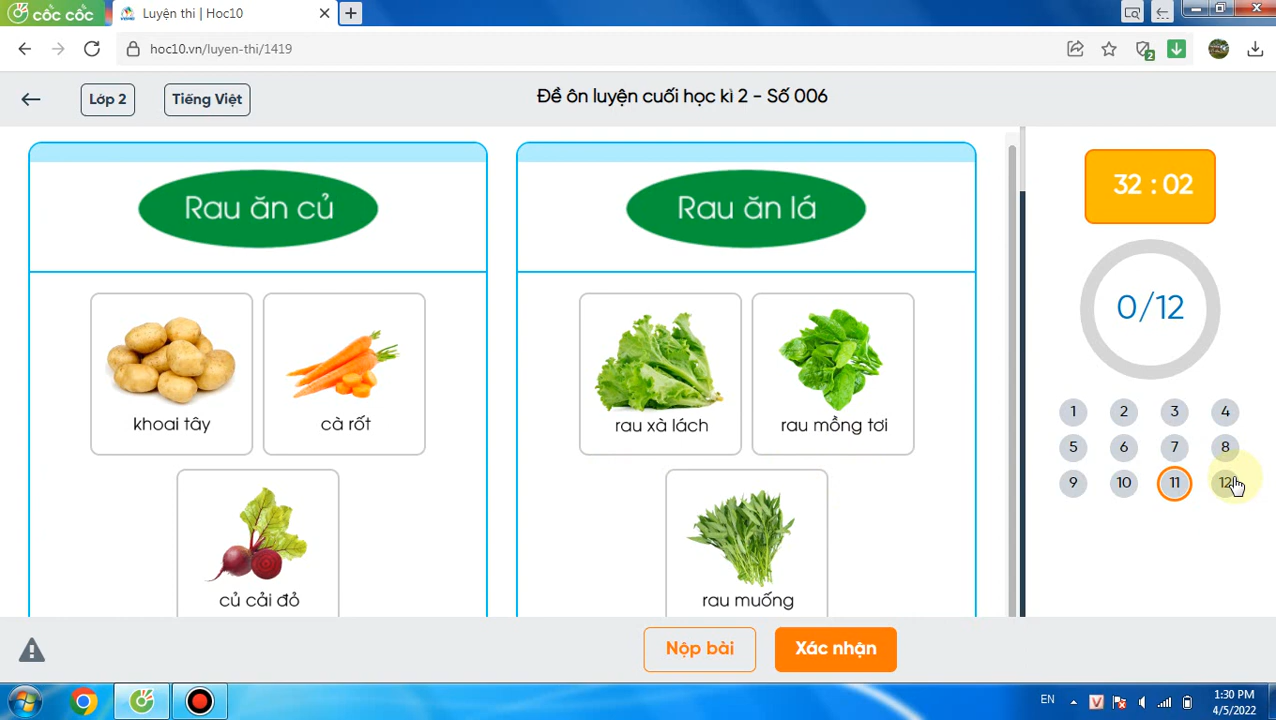 CỐC CỐC
Luyện thi | Hoc10
hoc10.vn/luyen-thi/1419
2
Lớp 2
Tiếng Việt
Đề ôn luyện cuối học kì 2 - Số 006
Rau ăn củ
khoai tây
cà rốt
củ cải đỏ
Rau ăn lá
rau xà lách
rau mồng tơi
rau muống
32 : 02
0/12
1 2 3 4
5 6 7 8
9 10 11 12
Nộp bài
Xác nhận
EN
V
1:30 PM
4/5/2022